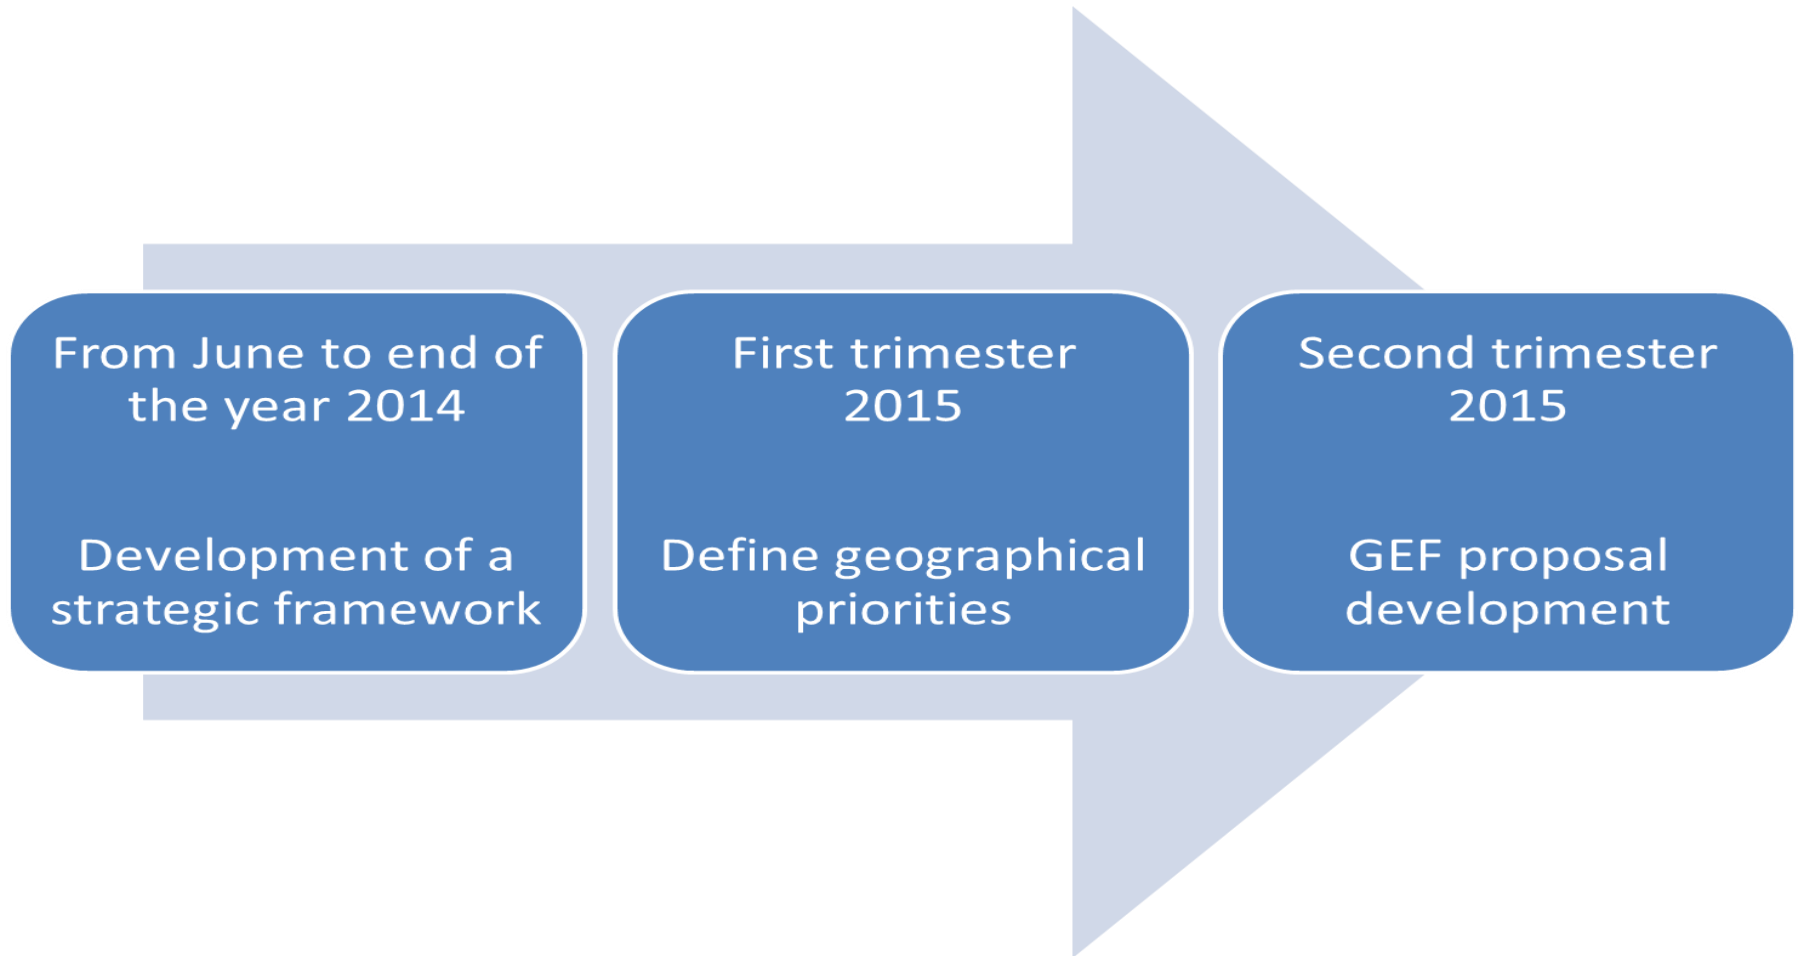 From June to end of
the year 2014
Development of a
strategic framework
First trimester
2015
Define geographical
priorities
Second trimester
2015
GEF proposal
development